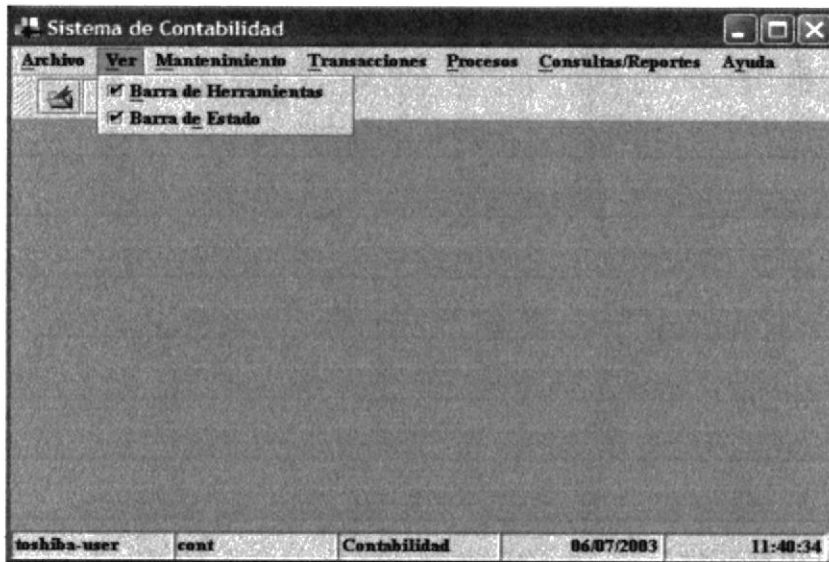 Sistema de Contabilidad
Archivo Ver Mantenimiento Transacciones Procesos Consultas/Reportes Ayuda
Barra de Herramientas
Barra de Estado
toshiba-user cont Contabilidad 06/07/2003 11:40:34